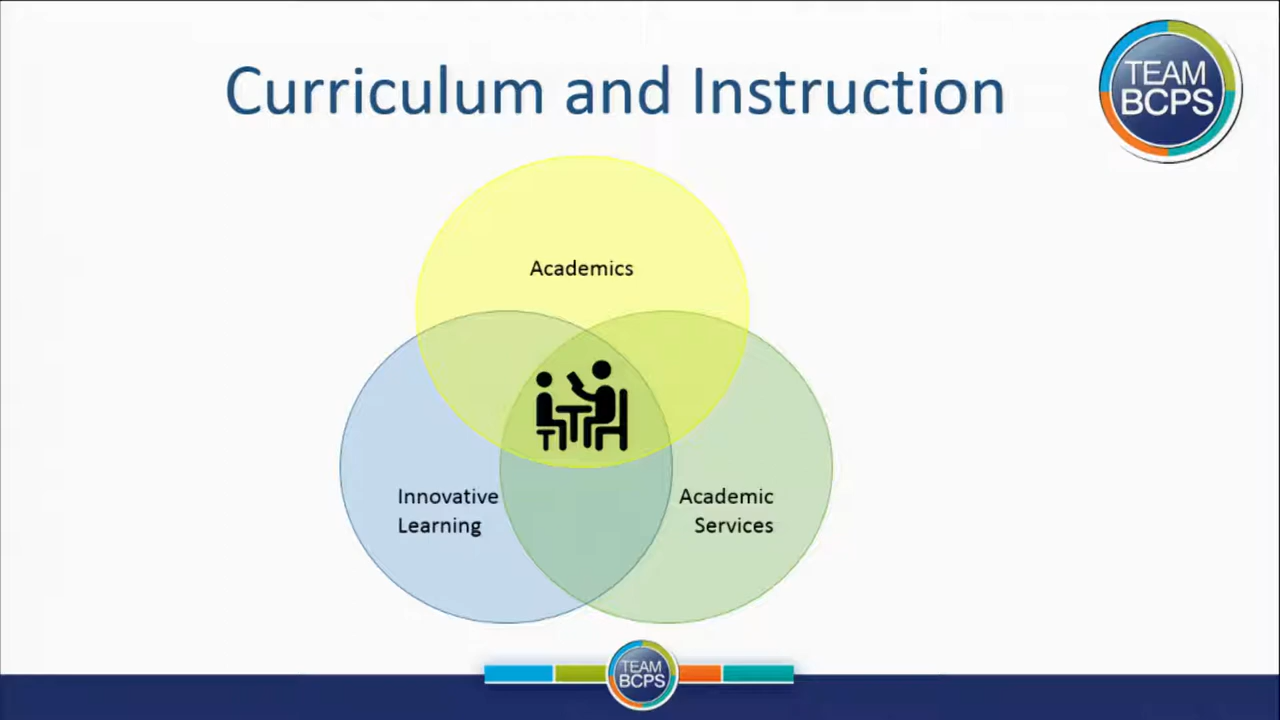 Curriculum and Instruction
TEAM
BCPS
Academics
Innovative
Learning
Academic
Services
TEAM
BCPS